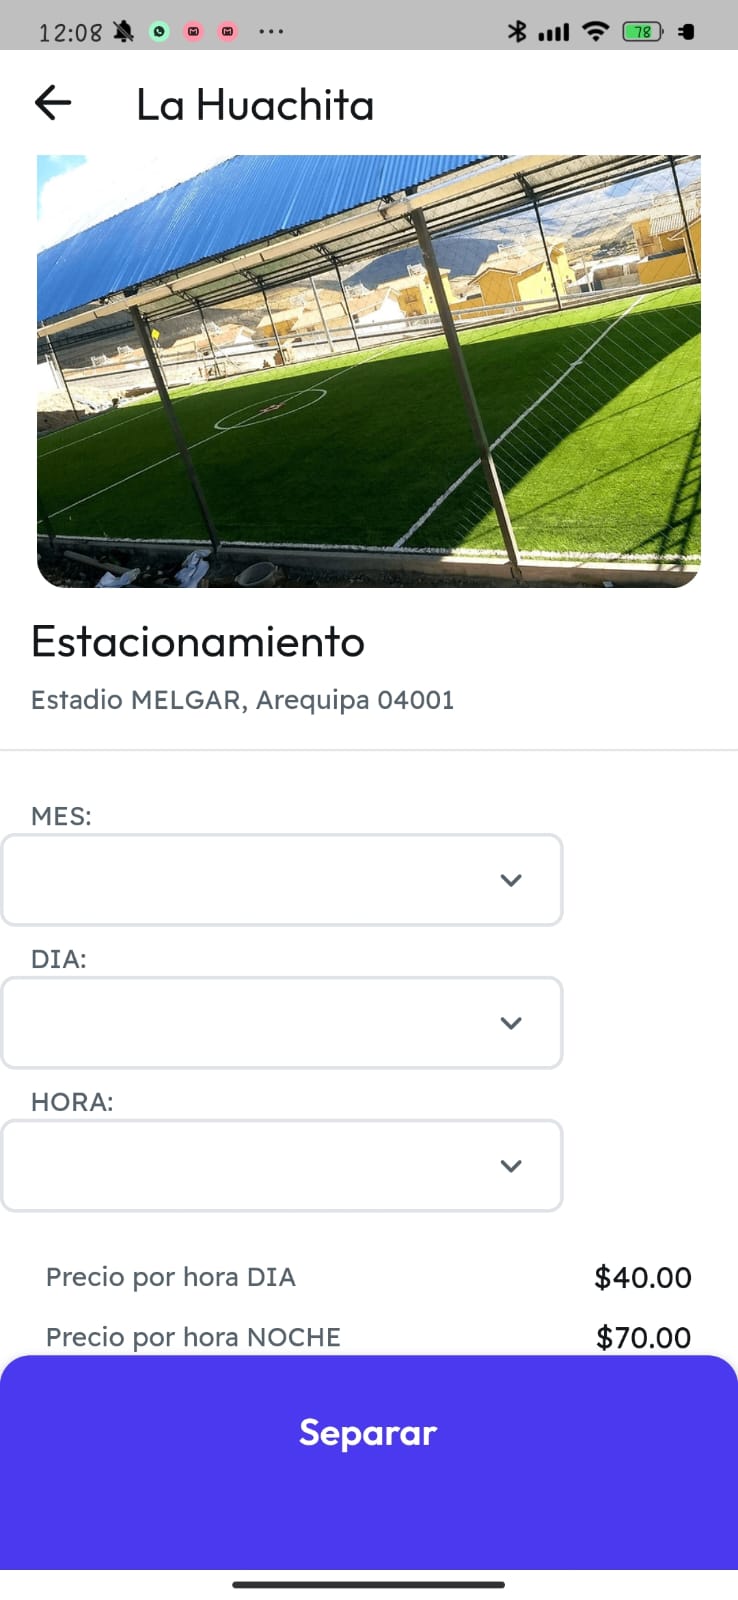 12:08
78
La Huachita
Estacionamiento
Estadio MELGAR, Arequipa 04001
MES:
DIA:
HORA:
Precio por hora DIA $40.00
Precio por hora NOCHE $70.00
Separar